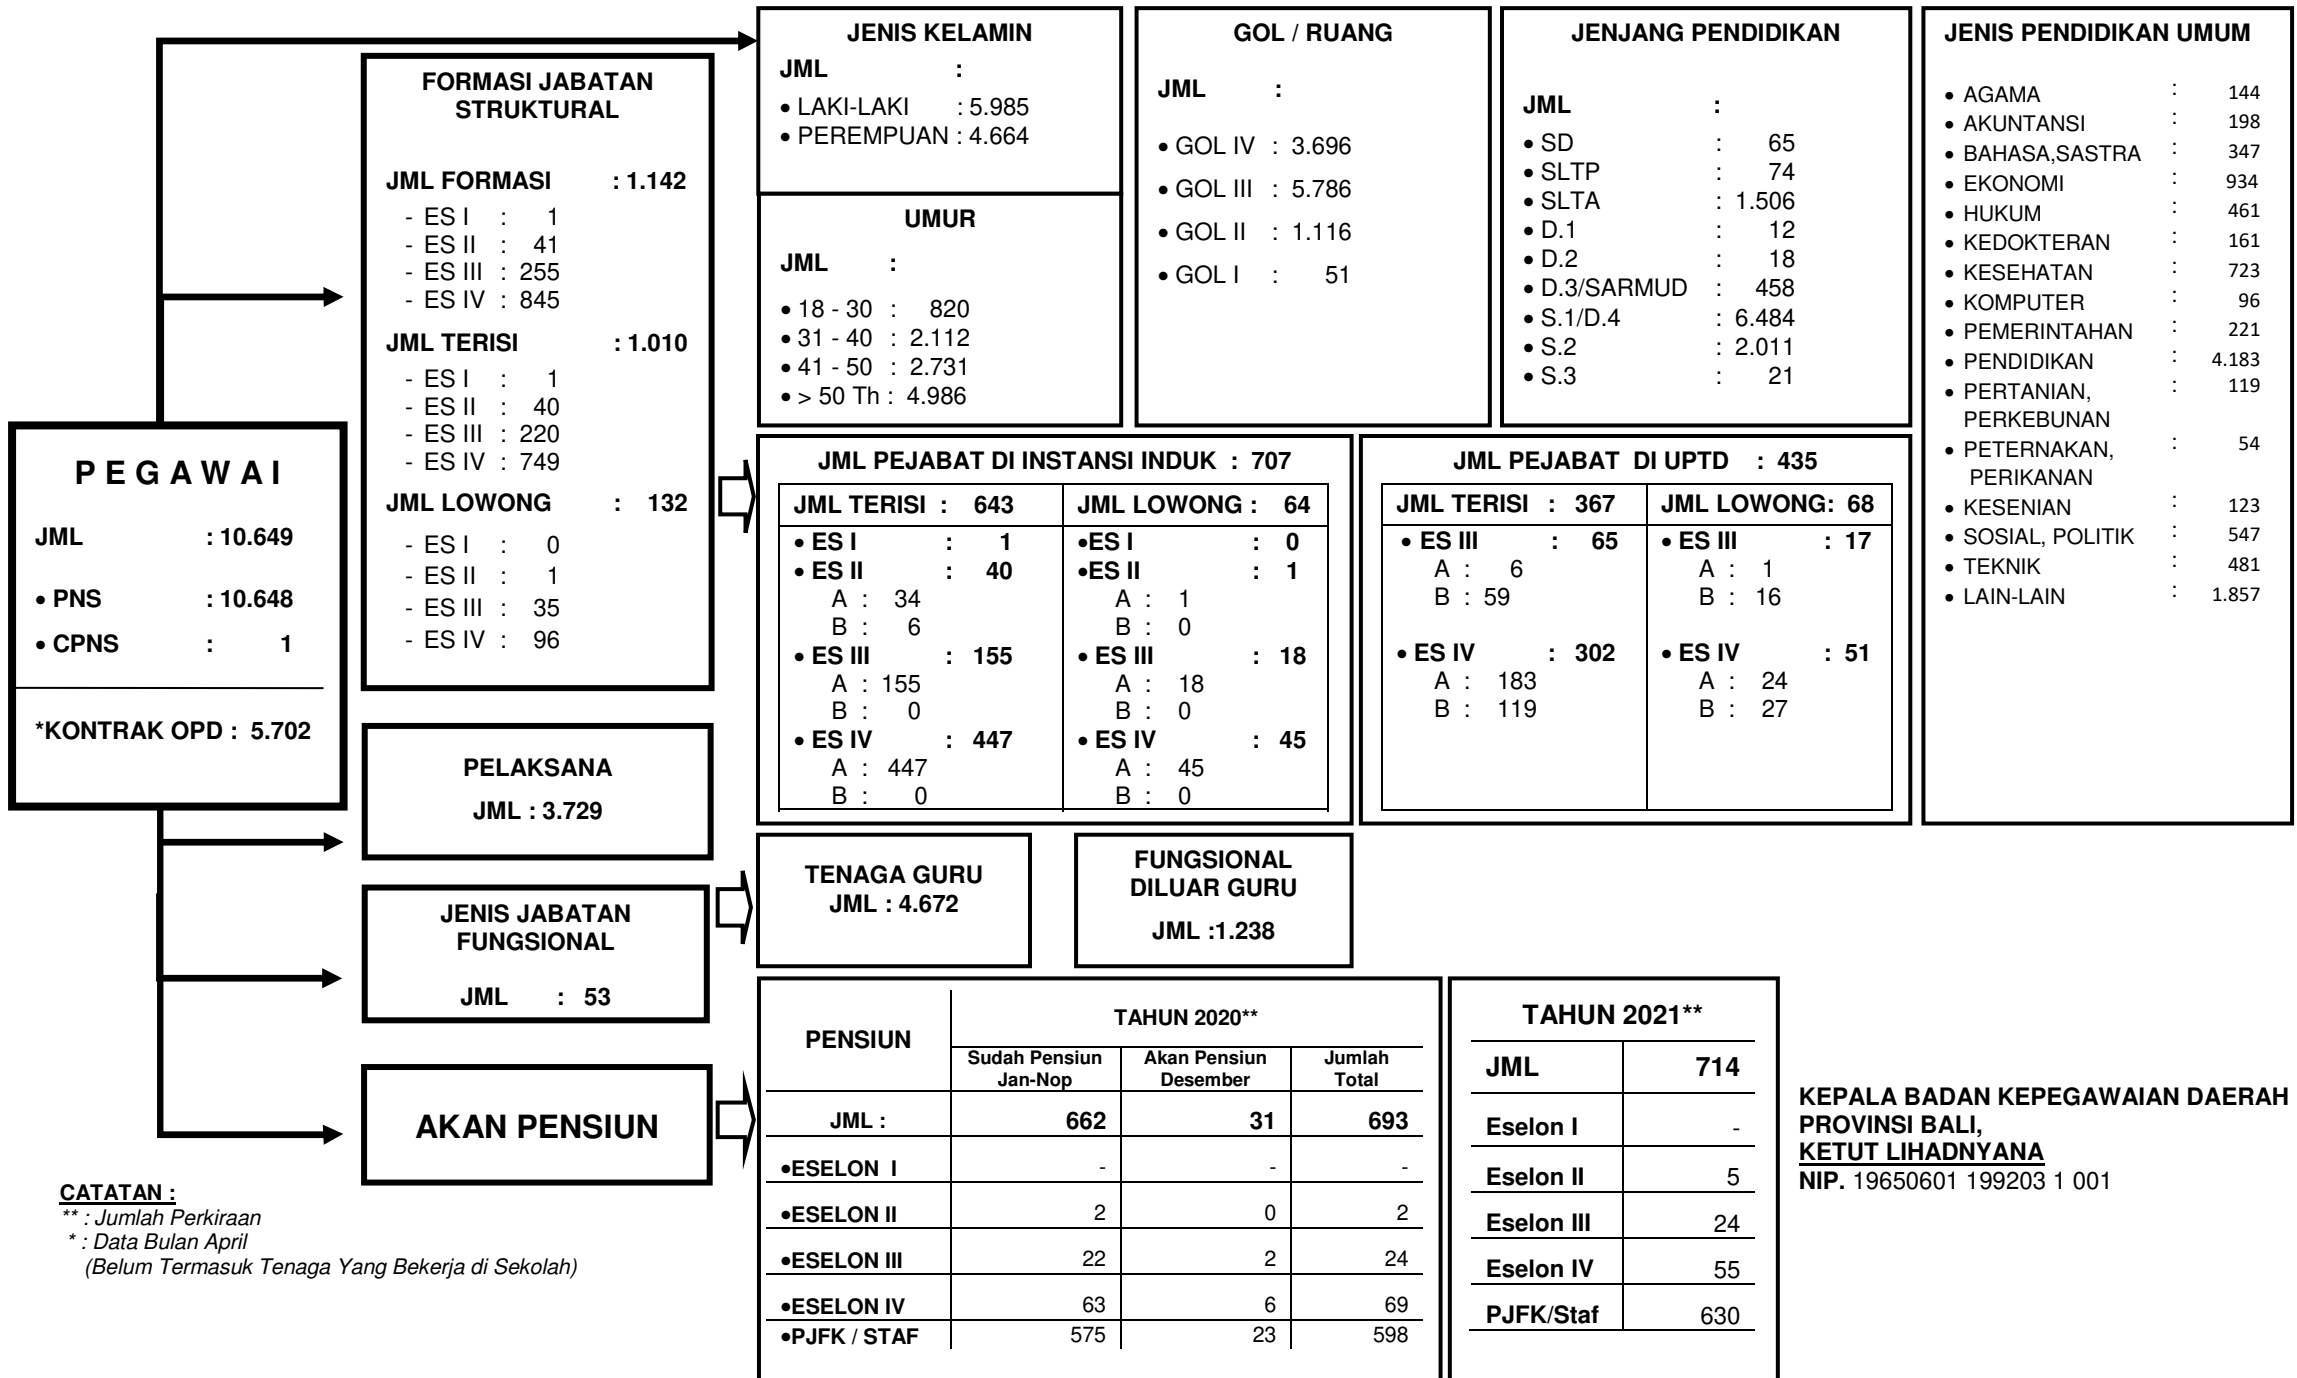 PEGAWAI
JML : 10.649
• PNS : 10.648
• CPNS : 1
*KONTRAK OPD : 5.702
FORMASI JABATAN
STRUKTURAL
JML FORMASI : 1.142
- ES I : 1
- ES II : 41
- ES III : 255
- ES IV : 845
JML TERISI : 1.010
- ES I : 1
- ES II : 40
- ES III : 220
- ES IV : 749
JML LOWONG : 132
- ES I : 0
- ES II : 1
- ES III : 35
- ES IV : 96
PELAKSANA
JML : 3.729
JENIS JABATAN
FUNGSIONAL
JML : 53
AKAN PENSIUN
JENIS KELAMIN
JML :
• LAKI-LAKI : 5.985
• PEREMPUAN : 4.664
UMUR
JML :
• 18 - 30 : 820
• 31 - 40 : 2.112
• 41 - 50 : 2.731
• > 50 Th : 4.986
GOL / RUANG
JML :
• GOL IV : 3.696
• GOL III : 5.786
• GOL II : 1.116
• GOL I : 51
JENJANG PENDIDIKAN
JML :
• SD : 65
• SLTP : 74
• SLTA : 1.506
• D.1 : 12
• D.2 : 18
• D.3/SARMUD : 458
• S.1/D.4 : 6.484
• S.2 : 2.011
• S.3 : 21
JENIS PENDIDIKAN UMUM
• AGAMA : 144
• AKUNTANSI : 198
• BAHASA,SASTRA : 347
• EKONOMI : 934
• HUKUM : 461
• KEDOKTERAN : 161
• KESEHATAN : 723
• KOMPUTER : 96
• PEMERINTAHAN : 221
• PENDIDIKAN : 4.183
• PERTANIAN, : 119
PERKEBUNAN
• PETERNAKAN, : 54
PERIKANAN
• KESENIAN : 123
• SOSIAL, POLITIK : 547
• TEKNIK : 481
• LAIN-LAIN : 1.857
JML PEJABAT DI INSTANSI INDUK : 707
JML TERISI : 643
• ES I : 1
• ES II : 40
A : 34
B : 6
• ES III : 155
A : 155
B : 0
• ES IV : 447
A : 447
B : 0
JML LOWONG : 64
•ES I : 0
•ES II : 1
A : 1
B : 0
• ES III : 18
A : 18
B : 0
• ES IV : 45
A : 45
B : 0
JML PEJABAT DI UPTD : 435
JML TERISI : 367
• ES III : 65
A : 6
B : 59
• ES IV : 302
A : 183
B : 119
JML LOWONG: 68
• ES III : 17
A : 1
B : 16
• ES IV : 51
A : 24
B : 27
TENAGA GURU
JML : 4.672
FUNGSIONAL
DILUAR GURU
JML :1.238
PENSIUN TAHUN 2020**
Sudah Pensiun Akan Pensiun Jumlah
Jan-Nop Desember Total
JML : 662 31 693
•ESELON I - - -
•ESELON II 2 0 2
•ESELON III 22 2 24
•ESELON IV 63 6 69
•PJFK / STAF 575 23 598
TAHUN 2021**
JML 714
Eselon I -
Eselon II 5
Eselon III 24
Eselon IV 55
PJFK/Staf 630
KEPALA BADAN KEPEGAWAIAN DAERAH
PROVINSI BALI,
KETUT LIHADNYANA
NIP. 19650601 199203 1 001
CATATAN :
** : Jumlah Perkiraan
* : Data Bulan April
(Belum Termasuk Tenaga Yang Bekerja di Sekolah)